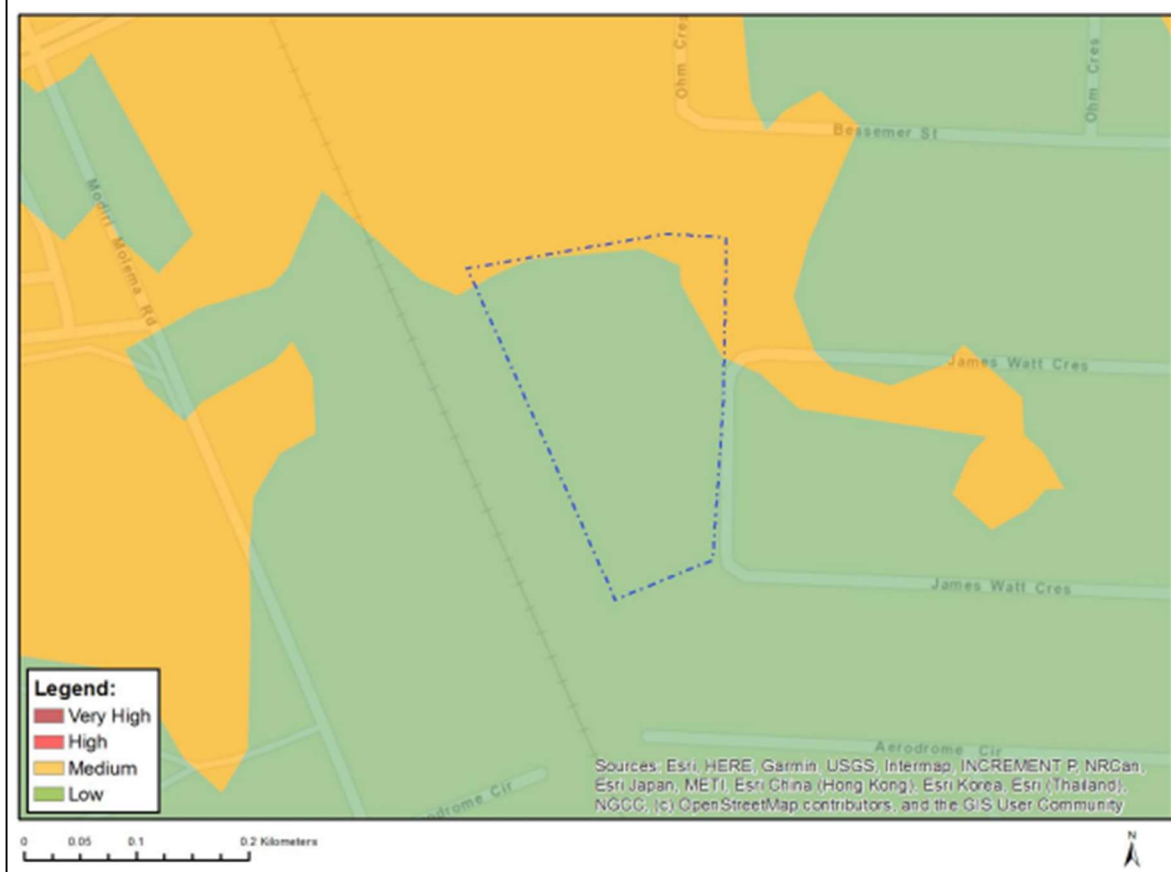 Ohm Cres
Ohm Cres
Bessemer St
Modiri Molema Rd
James Watt Cres
James Watt Cres
Aerodrome Cir
odrome Cir
Legend:
Very High
High
Medium
Low
Sources: Esri, HERE, Garmin, USGS, Intermap, INCREMENT P, NRCan,
Esri Japan, METI, Esri China (Hong Kong), Esri Korea, Esri (Thailand),
NGCC, (c) OpenStreetMap contributors, and the GIS User Community
0 0.05 0.1 0.2 Kilometers
N